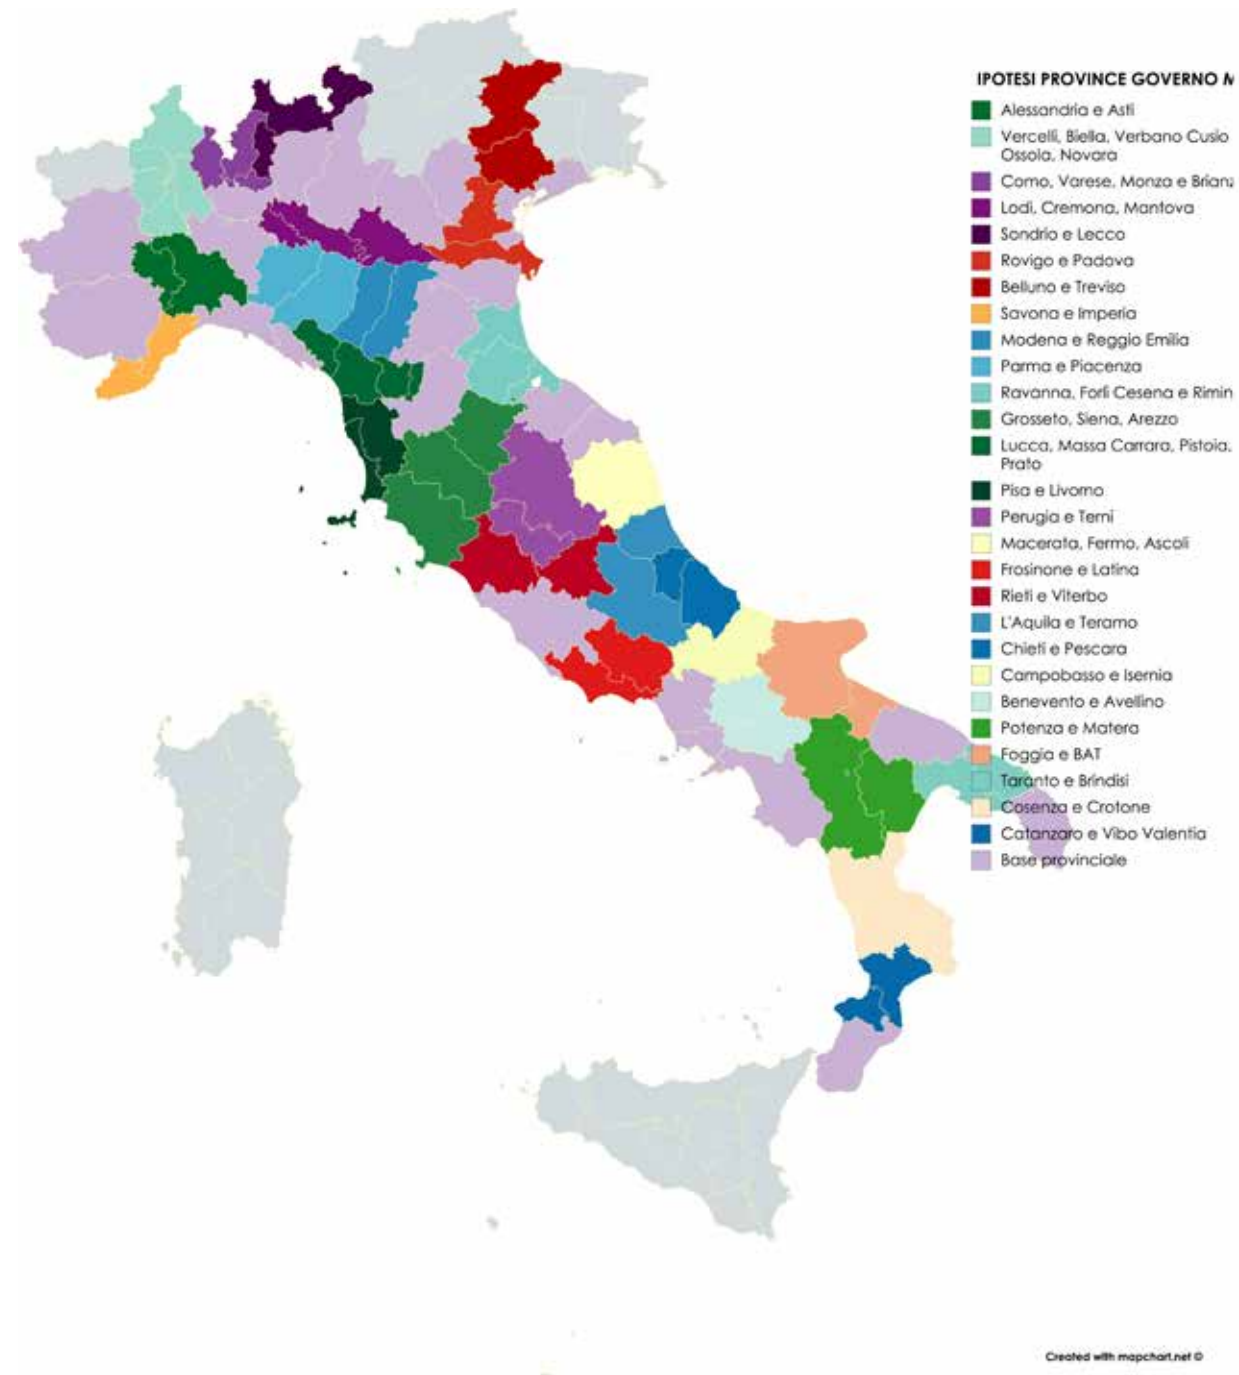 IPOTESI PROVINCE GOVERNO M
Alessandria e Asti
Vercelli, Biella, Verbano Cusio
Ossola, Novara
Como, Varese, Monza e Brianz
Lodi, Cremona, Mantova
Sondrio e Lecco
Rovigo e Padova
Belluno e Treviso
Savona e Imperia
Modena e Reggio Emilia
Parma e Piacenza
Ravanna, Forlì Cesena e Rimin
Grosseto, Siena, Arezzo
Lucca, Massa Carrara, Pistoia,
Prato
Pisa e Livorno
Perugia e Terni
Macerata, Fermo, Ascoli
Frosinone e Latina
Rieti e Viterbo
L'Aquila e Teramo
Chieti e Pescara
Campobasso e Isernia
Benevento e Avellino
Potenza e Matera
Foggia e BAT
Taranto e Brindisi
Cosenza e Crotone
Catanzaro e Vibo Valentia
Base provinciale
Created with mapchart.net ©